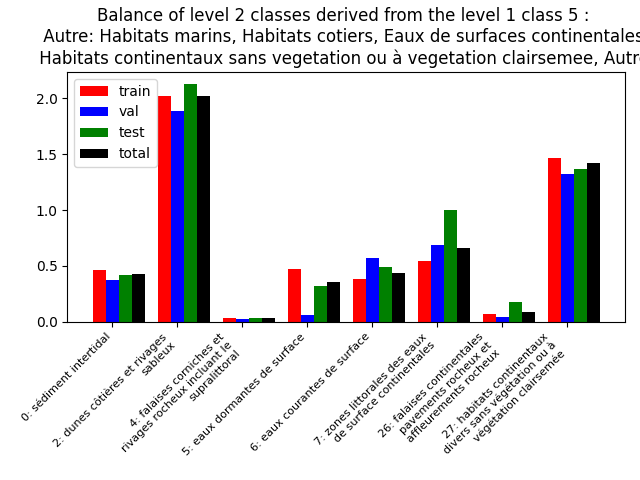 Balance of level 2 classes derived from the level 1 class 5 :
Autre: Habitats marins, Habitats cotiers, Eaux de surfaces continentales
Habitats continentaux sans vegetation ou à vegetation clairsemee, Autre
train
val
test
total
2.0
1.5
1.0
0.5
0.0
0: sédiment intertidal
2: dunes côtières et rivages
sableux
4: falaises corniches et
rivages rocheux incluant le
supralittoral
5: eaux dormantes de surface
6: eaux courantes de surface
7: zones littorales des eaux
de surface continentales
26: falaises continentales
pavements rocheux et
affleurements rocheux
27: habitats continentaux
divers sans végétation ou à
végétation clairsemée